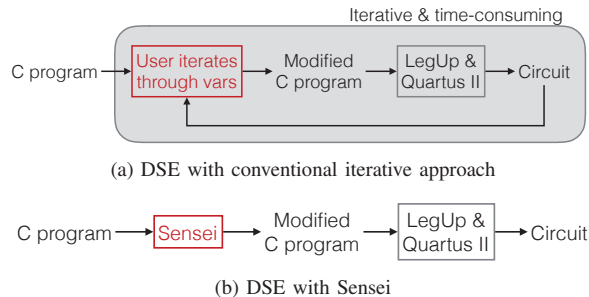 Iterative & time-consuming
C program
User iterates
through vars
Modified
C program
LegUp &
Quartus II
Circuit
(a) DSE with conventional iterative approach
C program
Sensei
Modified
C program
LegUp &
Quartus II
Circuit
(b) DSE with Sensei